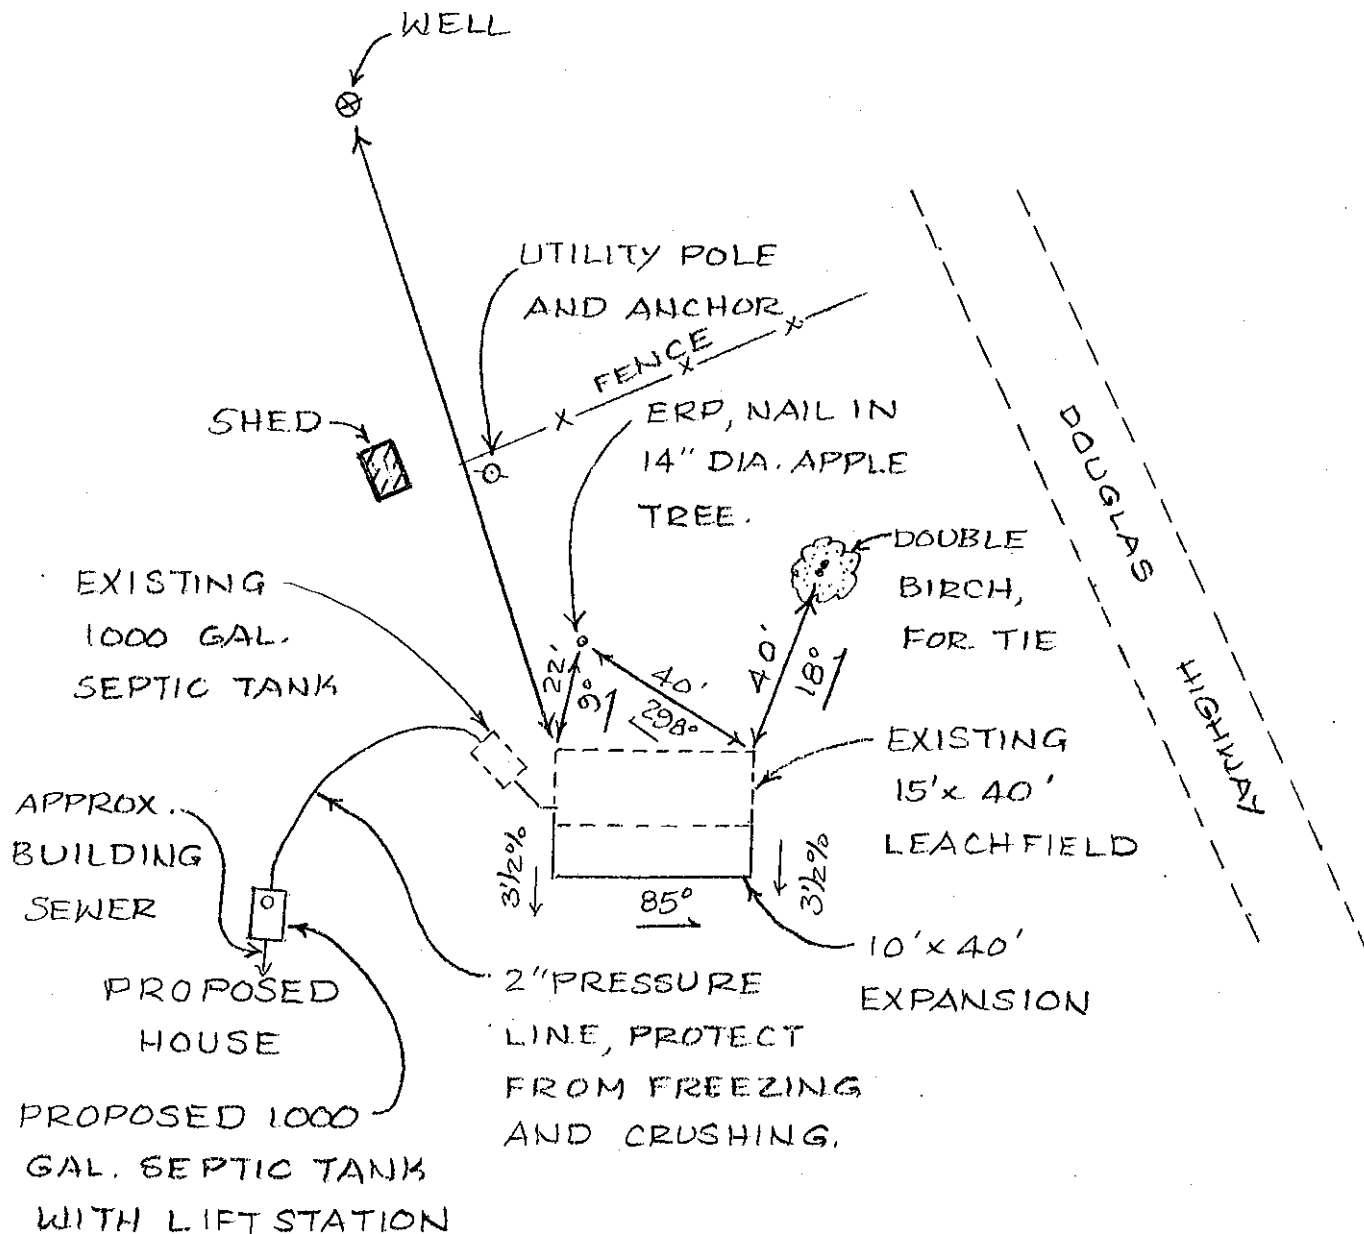 WELL
UTILITY POLE
AND ANCHOR
FENCE
SHED
ERP, NAIL IN
14" DIA. APPLE
TREE.
DOUGLAS
HIGHWAY
DOUBLE
BIRCH,
FOR TIE
EXISTING
1000 GAL.
SEPTIC TANK
22'
9°
40'
298°
40'
18°
EXISTING
15'x 40'
LEACHFIELD
APPROX.
BUILDING
SEWER
3½%
3½%
85°
10'x 40'
EXPANSION
PROPOSED
HOUSE
2" PRESSURE
LINE, PROTECT
FROM FREEZING
AND CRUSHING.
PROPOSED 1000
GAL. SEPTIC TANK
WITH LIFT STATION